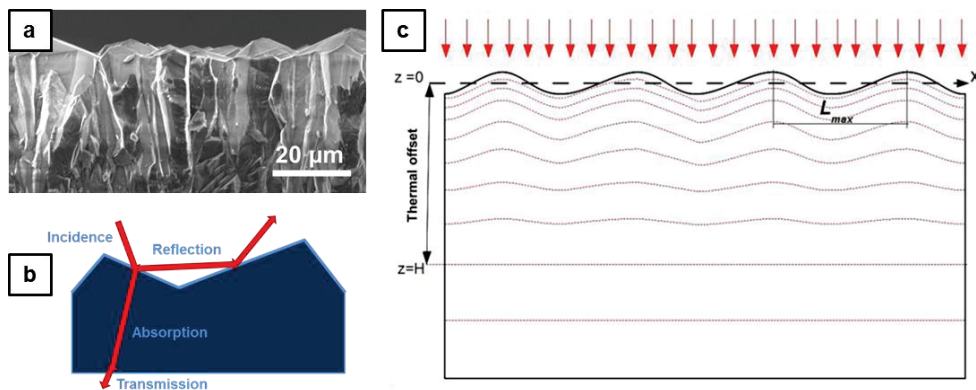 a
20 µm
b
Incidence
Reflection
Absorption
Transmission
c
z=0
x
L max
Thermal offset
z=H